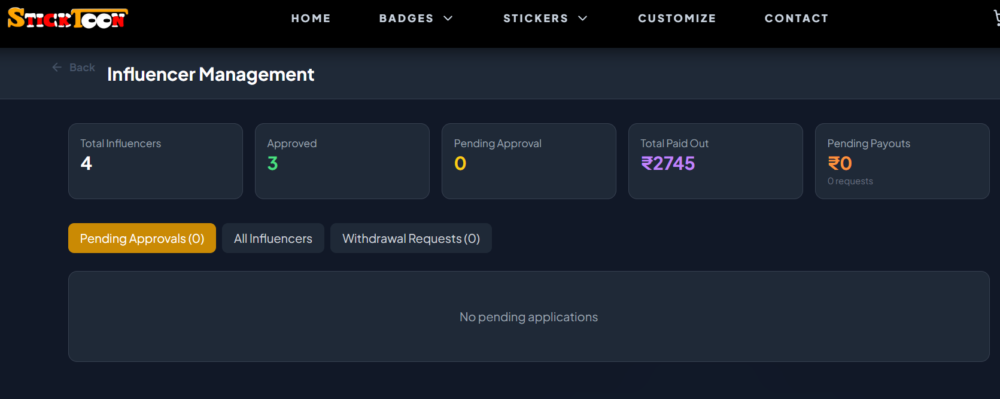 StickToon
HOME
BADGES
STICKERS
CUSTOMIZE
CONTACT
Back
Influencer Management
Total Influencers
4
Approved
3
Pending Approval
0
Total Paid Out
₹2745
Pending Payouts
₹0
0 requests
Pending Approvals (0)
All Influencers
Withdrawal Requests (0)
No pending applications